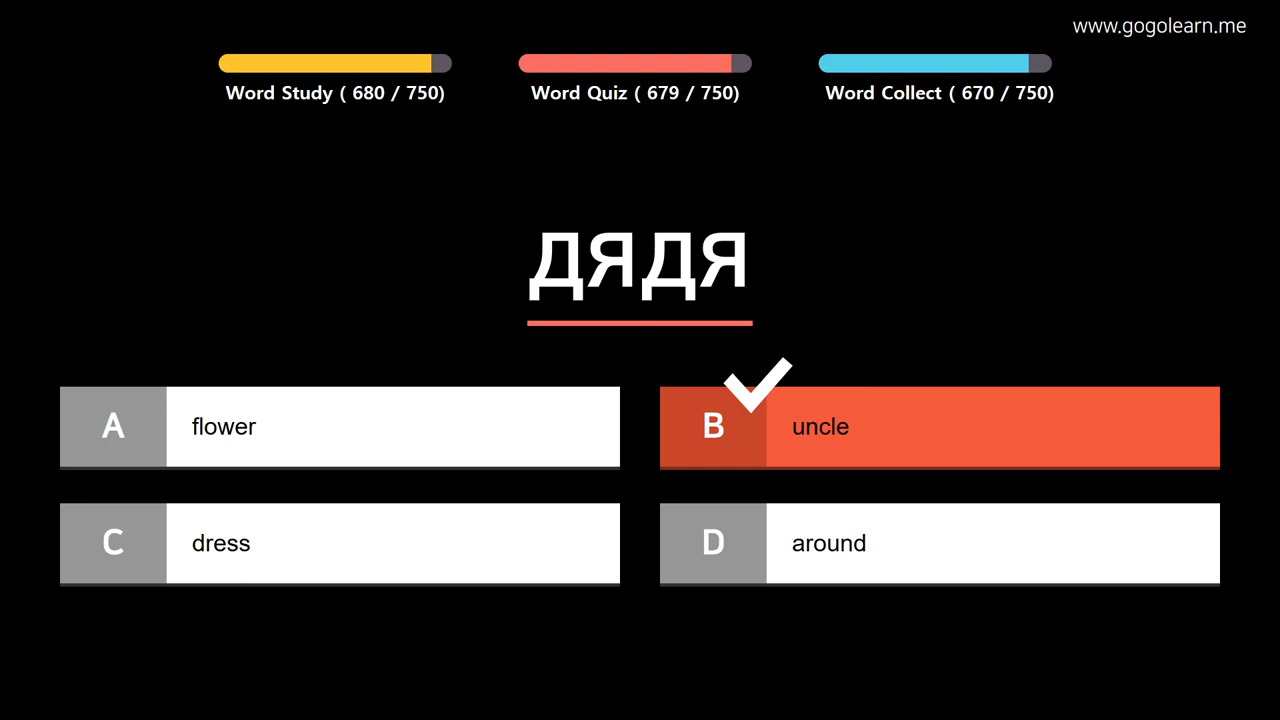 www.gogolearn.me
Word Study ( 680 / 750)
Word Quiz ( 679 / 750)
Word Collect ( 670 / 750)
дядя
A flower
B uncle
C dress
D around